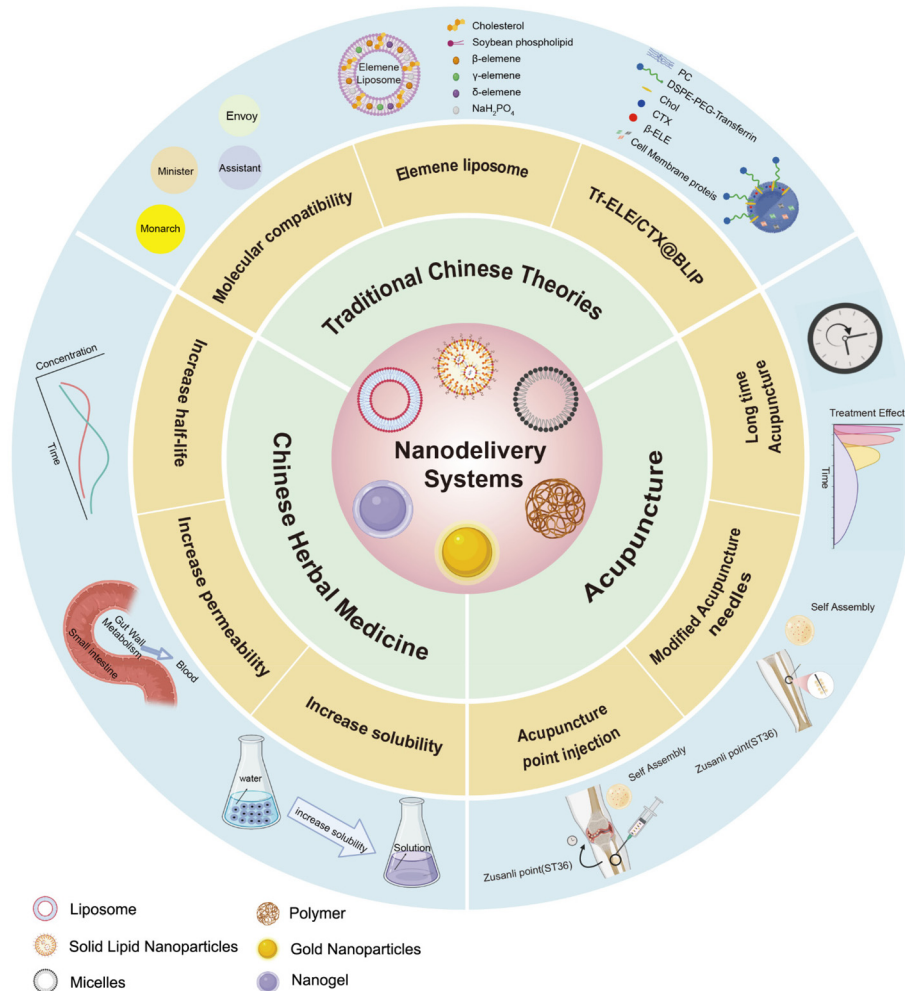 Cholesterol
Soybean phospholipid
β-elemene
γ-elemene
δ-elemene
NaH₂PO₄
Elemene
Liposome
PC
DSPE-PEG-Transferrin
Chol
CTX
β-ELE
Cell Membrane proteis
Envoy
Minister
Assistant
Monarch
Molecular compatibility
Elemene liposome
Tf-ELE/CTX@BLIP
Traditional Chinese Theories
Concentration
Time
Increase half-life
Chinese Herbal Medicine
Nanodelivery
Systems
Acupuncture
Long time
Acupuncture
Treatment Effect
Time
Increase permeability
Small intestine
Gut Wall
Metabolism
Blood
Increase solubility
water
increase solubility
Solution
Modified Acupuncture
needles
Self Assembly
Zusanli point(ST36)
Acupuncture
point injection
Self Assembly
Zusanli point(ST36)
Liposome
Polymer
Solid Lipid Nanoparticles
Gold Nanoparticles
Micelles
Nanogel